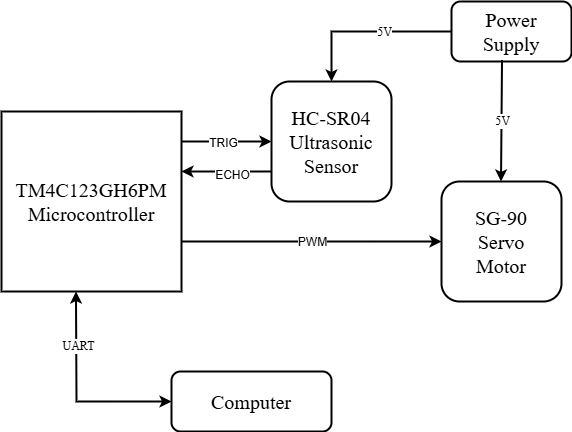 Power
Supply
5V
HC-SR04
Ultrasonic
Sensor
5V
TRIG
ECHO
TM4C123GH6PM
Microcontroller
SG-90
Servo
Motor
PWM
UART
Computer